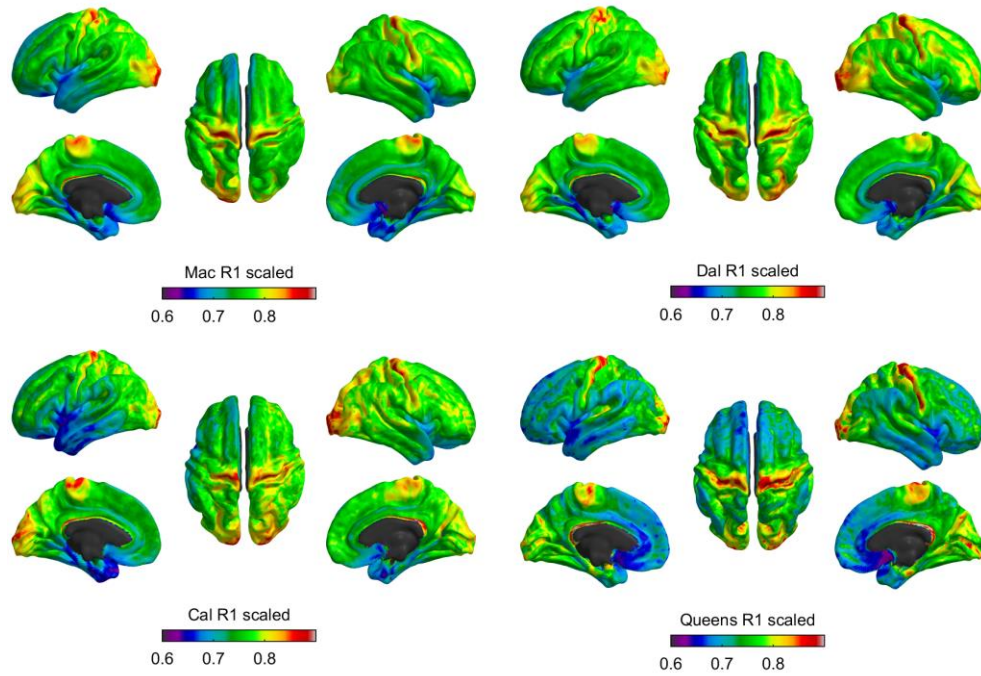 Mac R1 scaled
0.6 0.7 0.8
Dal R1 scaled
0.6 0.7 0.8
Cal R1 scaled
0.6 0.7 0.8
Queens R1 scaled
0.6 0.7 0.8